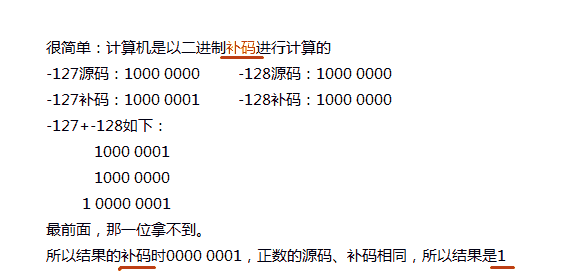 很简单：计算机是以二进制补码进行计算的
-127源码：1000 0000 -128源码：1000 0000
-127补码：1000 0001 -128补码：1000 0000
-127+-128如下：
1000 0001
1000 0000
1 0000 0001
最前面，那一位拿不到。
所以结果的补码时0000 0001，正数的源码、补码相同，所以结果是1